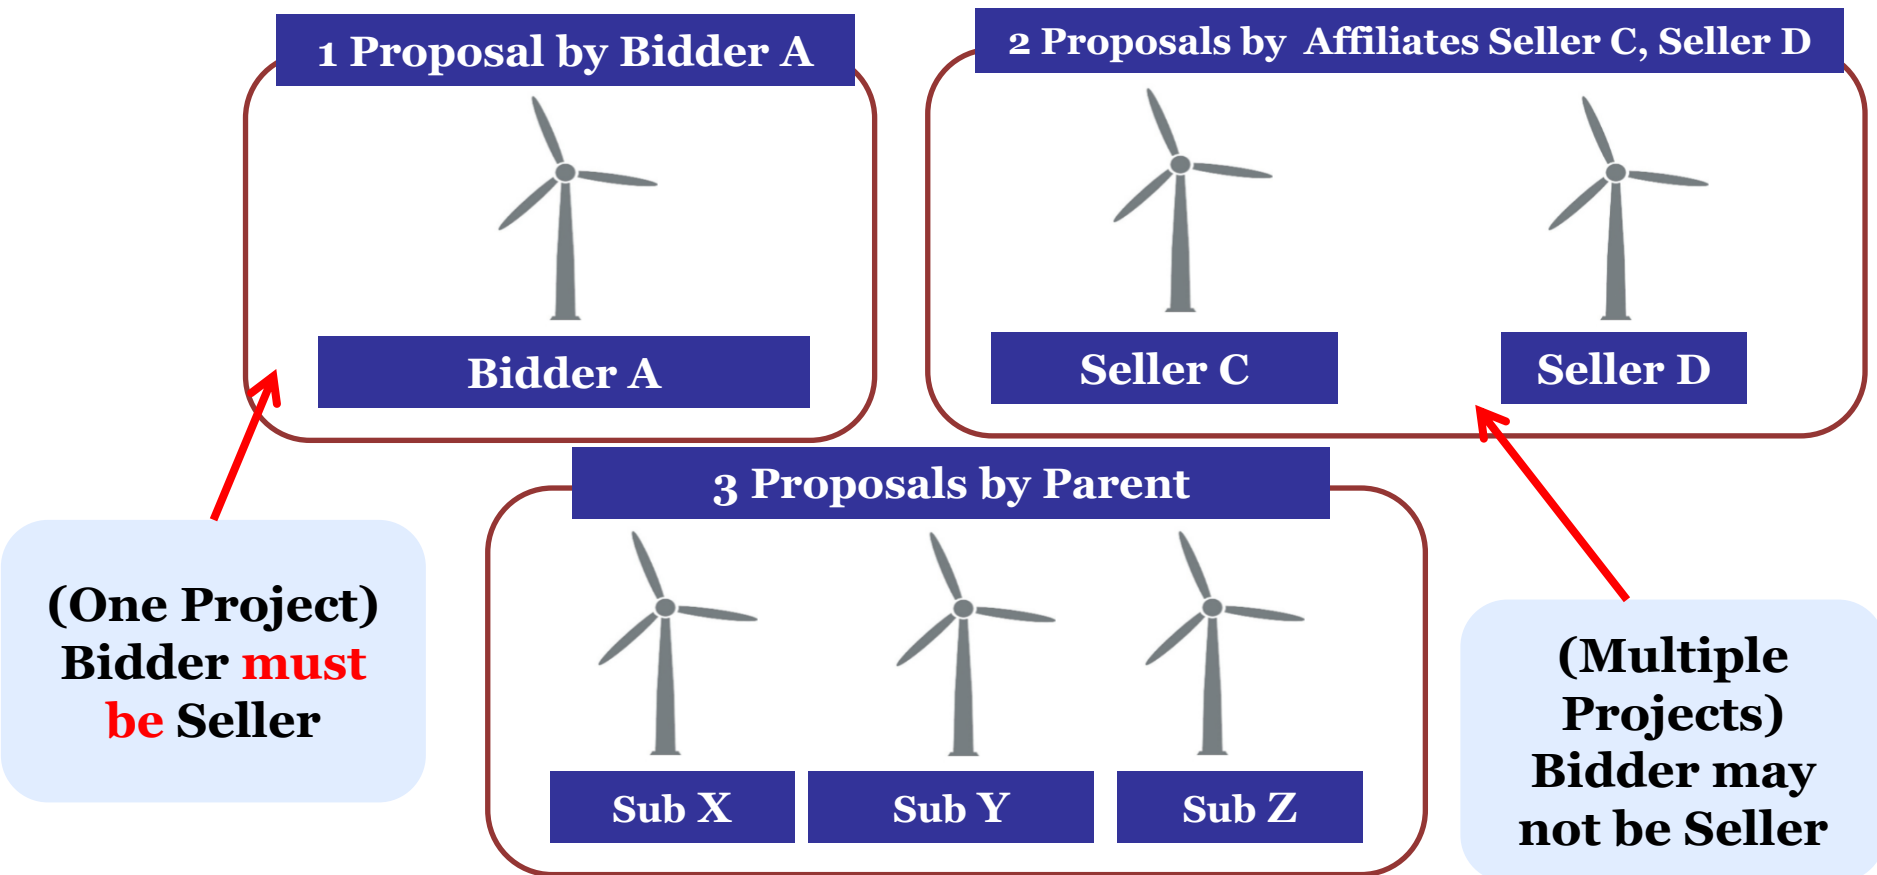 1 Proposal by Bidder A
2 Proposals by Affiliates Seller C, Seller D
Bidder A
Seller C
Seller D
3 Proposals by Parent
(One Project)
Bidder must
be Seller
Sub X
Sub Y
Sub Z
(Multiple
Projects)
Bidder may
not be Seller